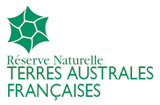 Réserve Naturelle
TERRES AUSTRALES
FRANÇAISES